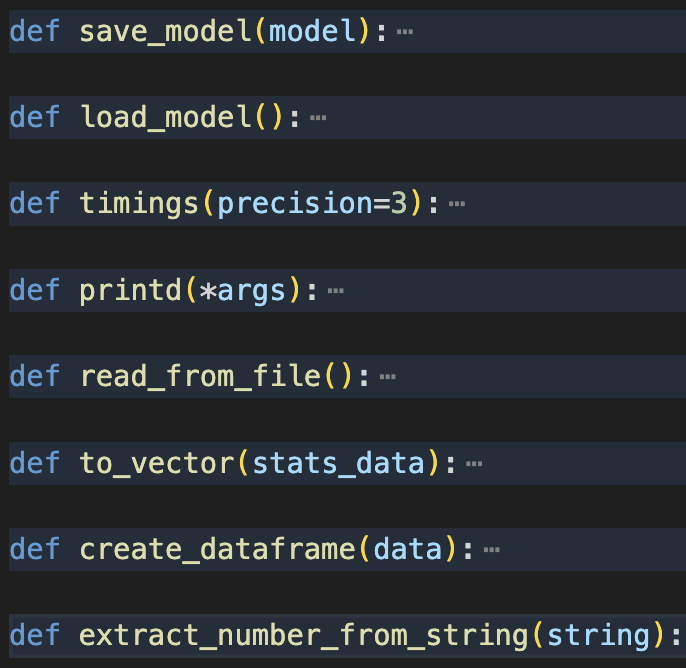 def save_model(model):⋯
def load_model():⋯
def timings(precision=3):⋯
def printd(*args):⋯
def read_from_file():⋯
def to_vector(stats_data):⋯
def create_dataframe(data):⋯
def extract_number_from_string(string):